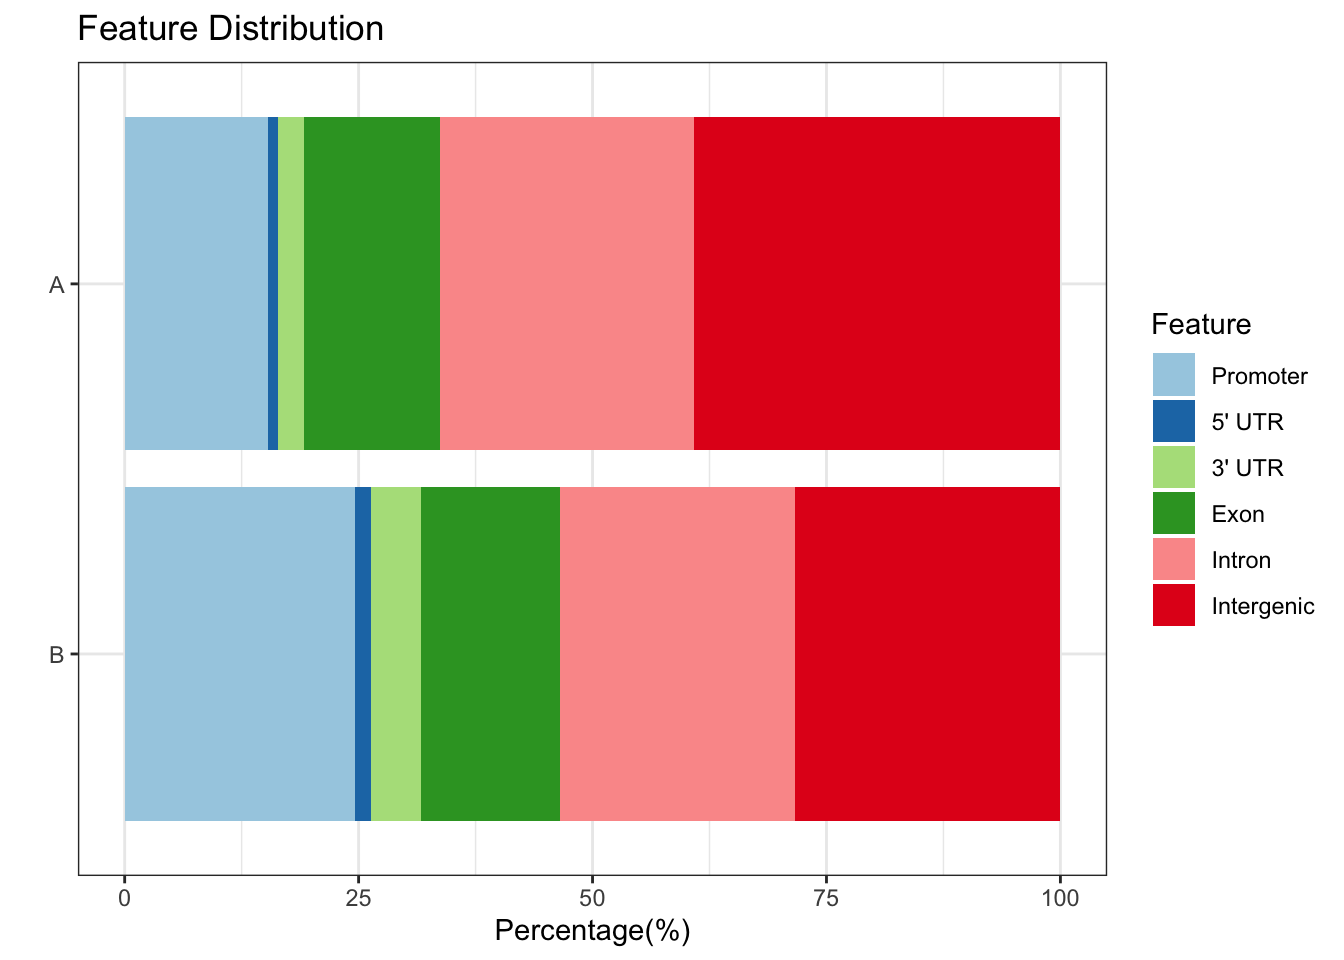 Feature Distribution
A
B
0 25 50 75 100
Percentage(%)
Feature
Promoter
5' UTR
3' UTR
Exon
Intron
Intergenic